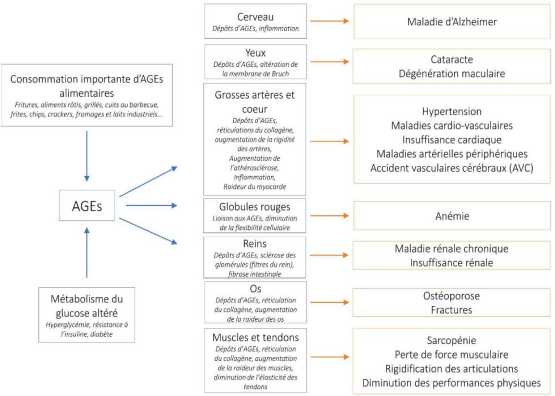 Consommation importante d'AGEs
alimentaires
Fritures, aliments rôtis, grillés, cuits au barbecue,
frites, chips, crackers, fromages et laits industriels...
AGEs
Métabolisme du
glucose altéré
Hyperglycémie, résistance à
l'insuline, diabète
Cerveau
Dépôts d'AGEs, inflammation
Maladie d'Alzheimer
Yeux
Dépôts d'AGEs, altération de
la membrane de Bruch
Cataracte
Dégénération maculaire
Grosses artères et
coeur
Dépôts d'AGEs,
réticulations du collagène,
augmentation de la rigidité
des artères,
Augmentation de
l'athérosclérose,
Inflammation,
Raideur du myocarde
Hypertension
Maladies cardio-vasculaires
Insuffisance cardiaque
Maladies artérielles périphériques
Accident vasculaires cérébraux (AVC)
Globules rouges
Liaison aux AGEs, diminution
de la flexibilité cellulaire
Anémie
Reins
Dépôts d'AGEs, sclérose des
glomérules (filtres du rein),
fibrose intestinale
Maladie rénale chronique
Insuffisance rénale
Os
Dépôts d'AGEs, réticulation
du collagène, augmentation
de la raideur des os
Ostéoporose
Fractures
Muscles et tendons
Dépôts d'AGEs, réticulation
du collagène, augmentation
de la raideur des muscles,
diminution de l'élasticité des
tendons
Sarcopénie
Perte de force musculaire
Rigidification des articulations
Diminution des performances physiques